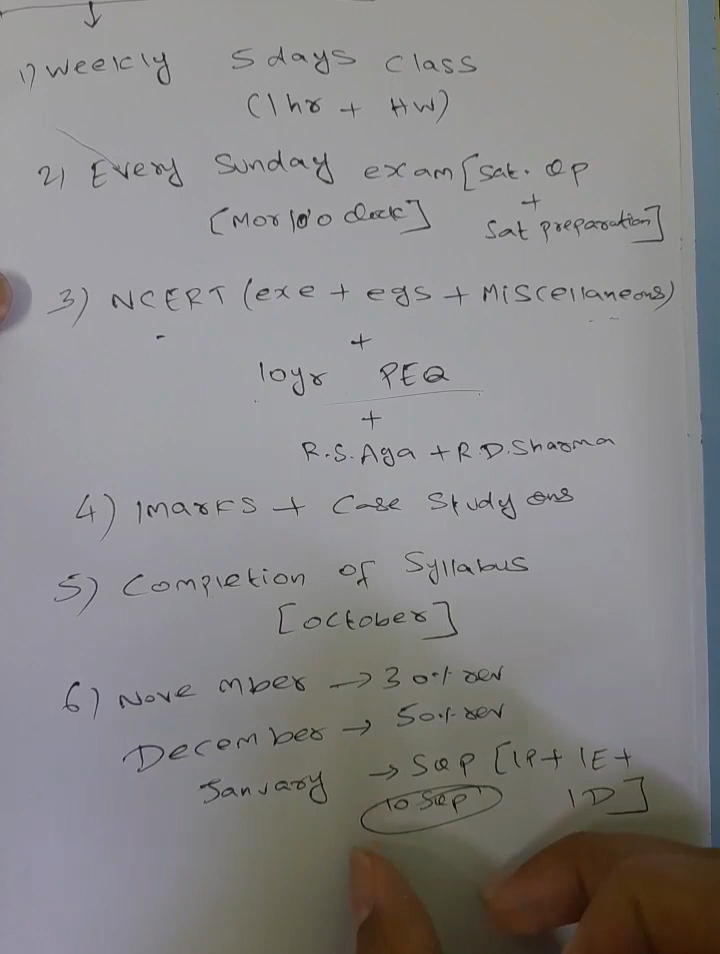 1) Weekly 5 days class
(1 hr + HW)
2) Every Sunday exam [Sat. QP
[Mor 10'o clock] +
Sat preparation]
3) NCERT (exe + egs + Miscellaneous)
+
10yr PEQ
+
R.S. Aga + R.D. Sharma
4) 1 marks + Case Study qns
5) Completion of Syllabus
[October]
6) November → 30% rev
December → 50% rev
January → SQP [1P + 1E +
10 SQP 1D]